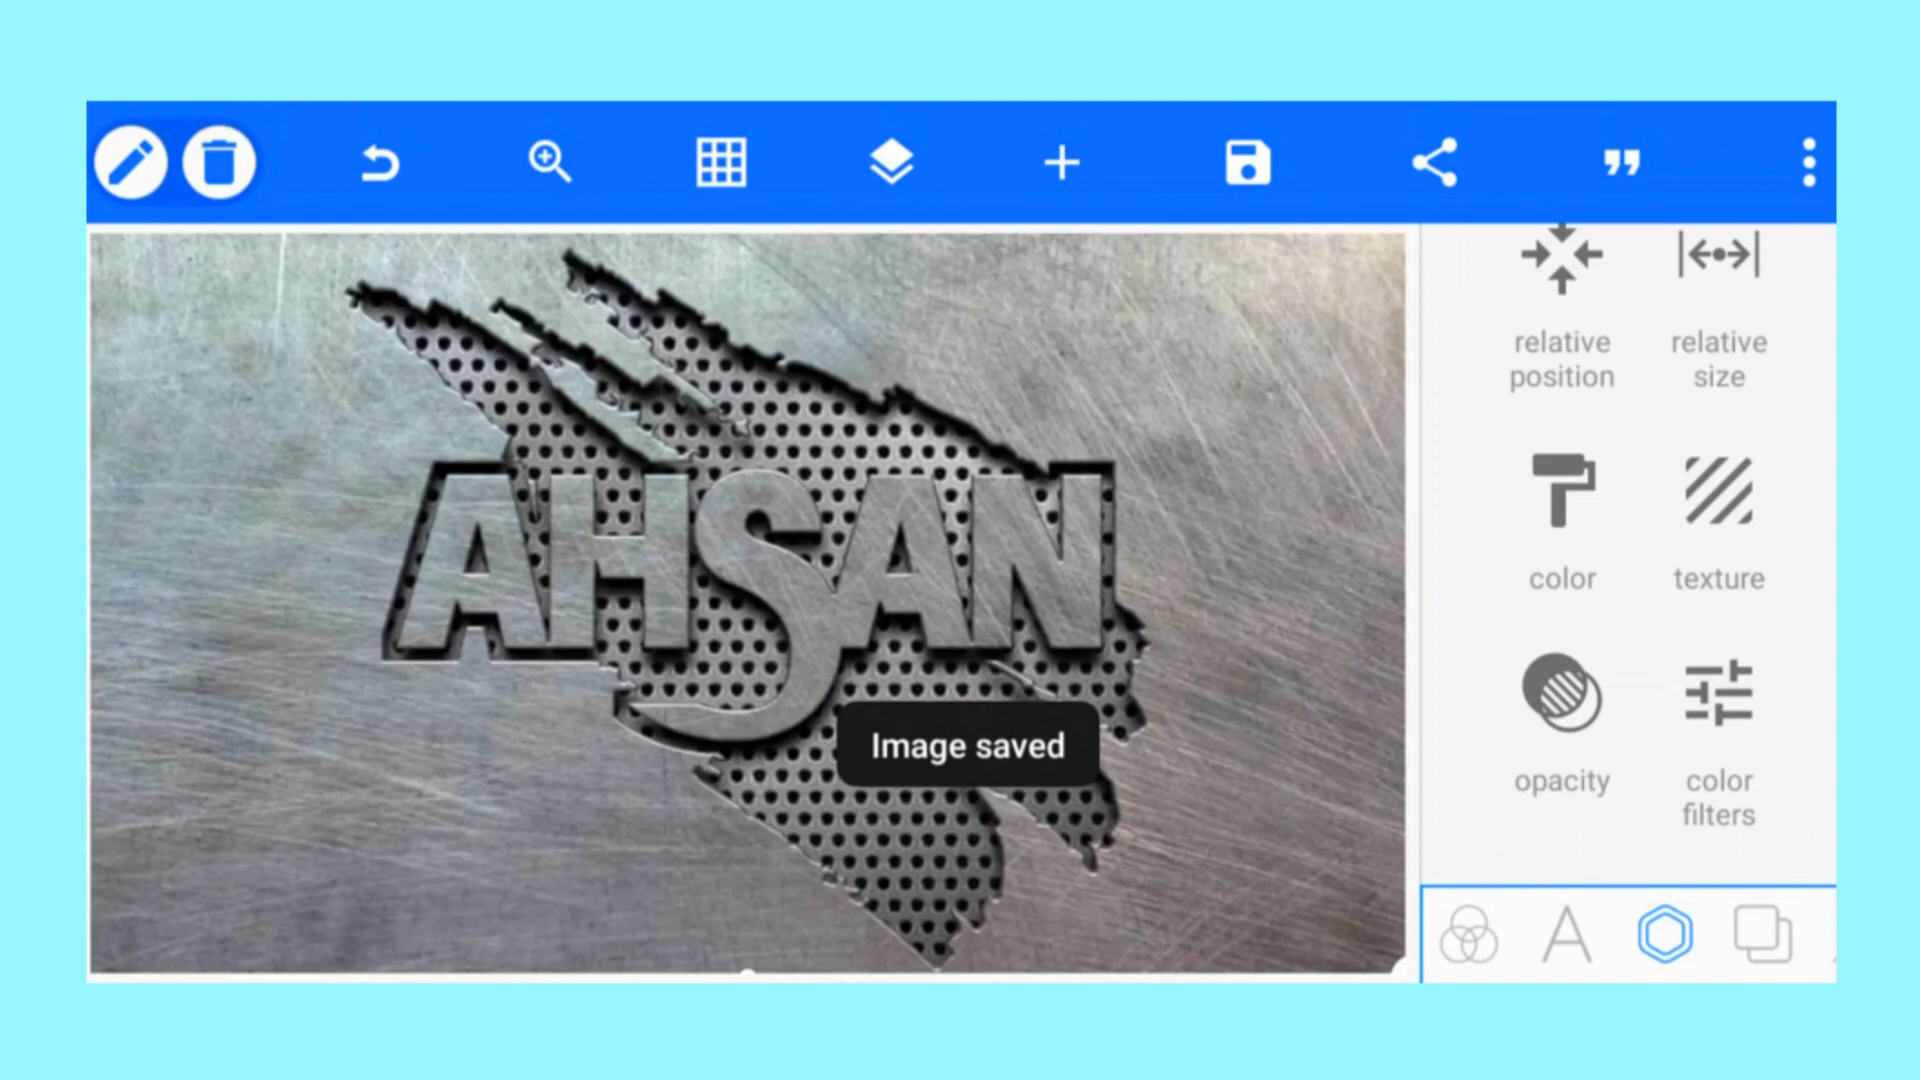 relative
position
relative
size
AHSAN
color
texture
Image saved
opacity
color
filters